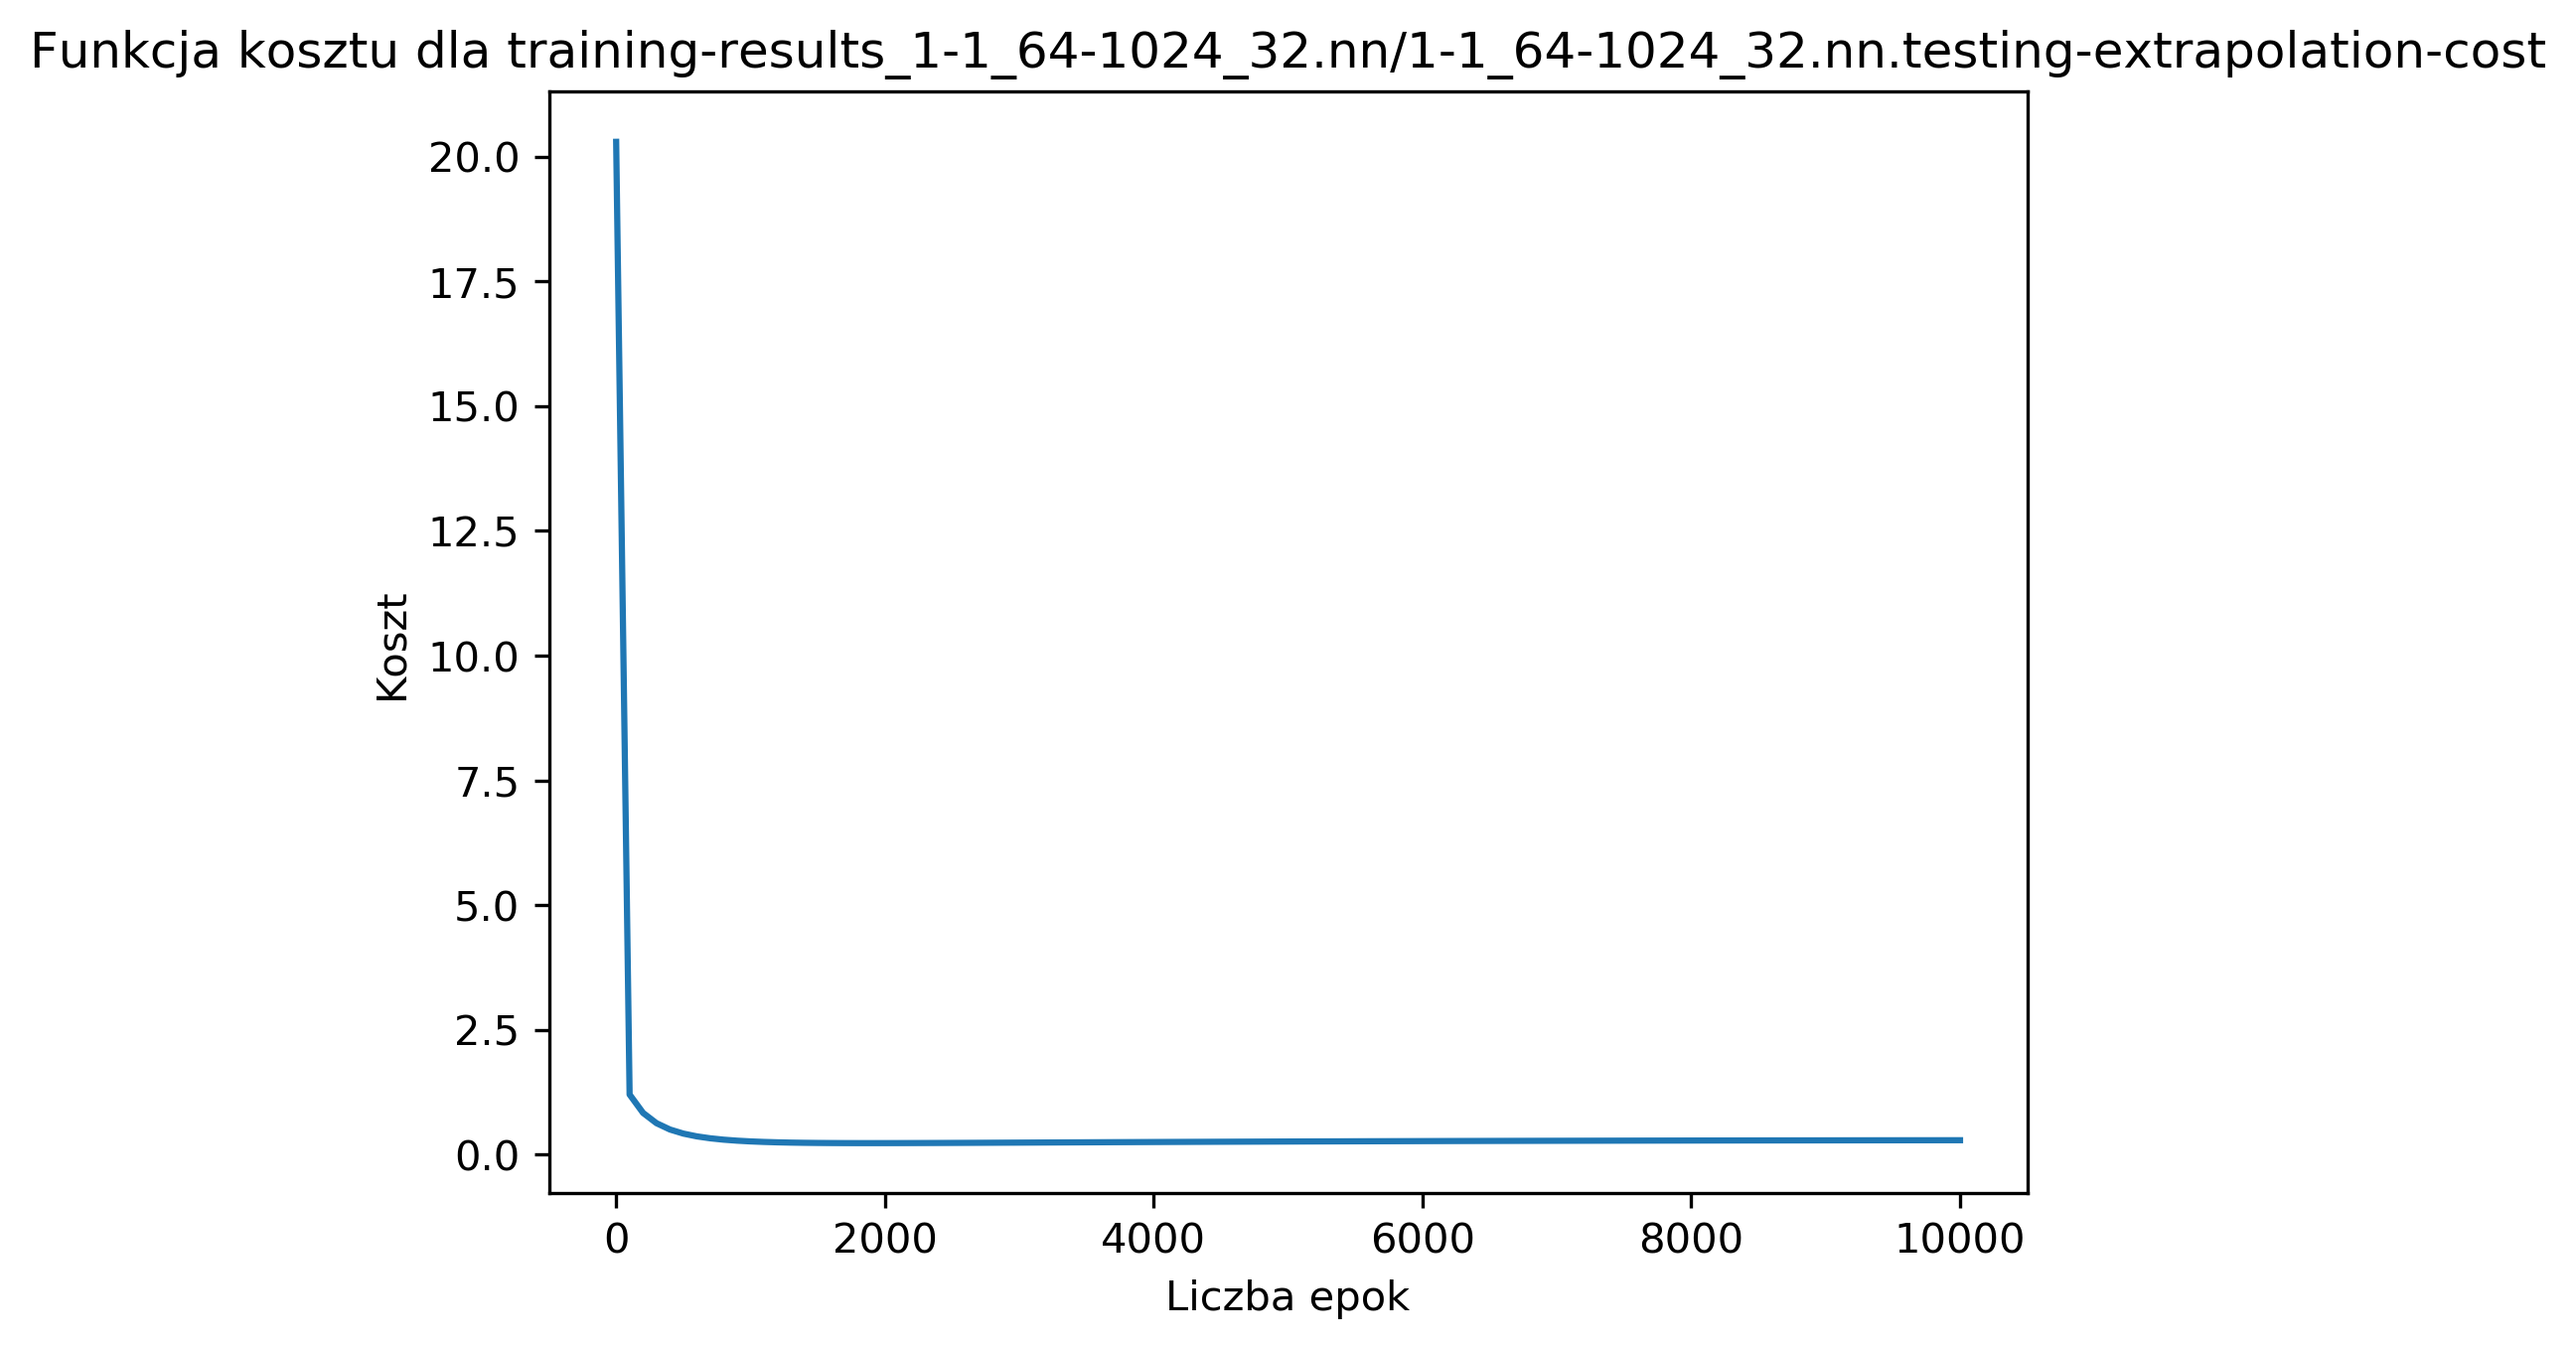 Funkcja kosztu dla training-results_1-1_64-1024_32.nn/1-1_64-1024_32.nn.testing-extrapolation-cost
20.0
17.5
15.0
12.5
10.0
7.5
5.0
2.5
0.0
Koszt
0 2000 4000 6000 8000 10000
Liczba epok